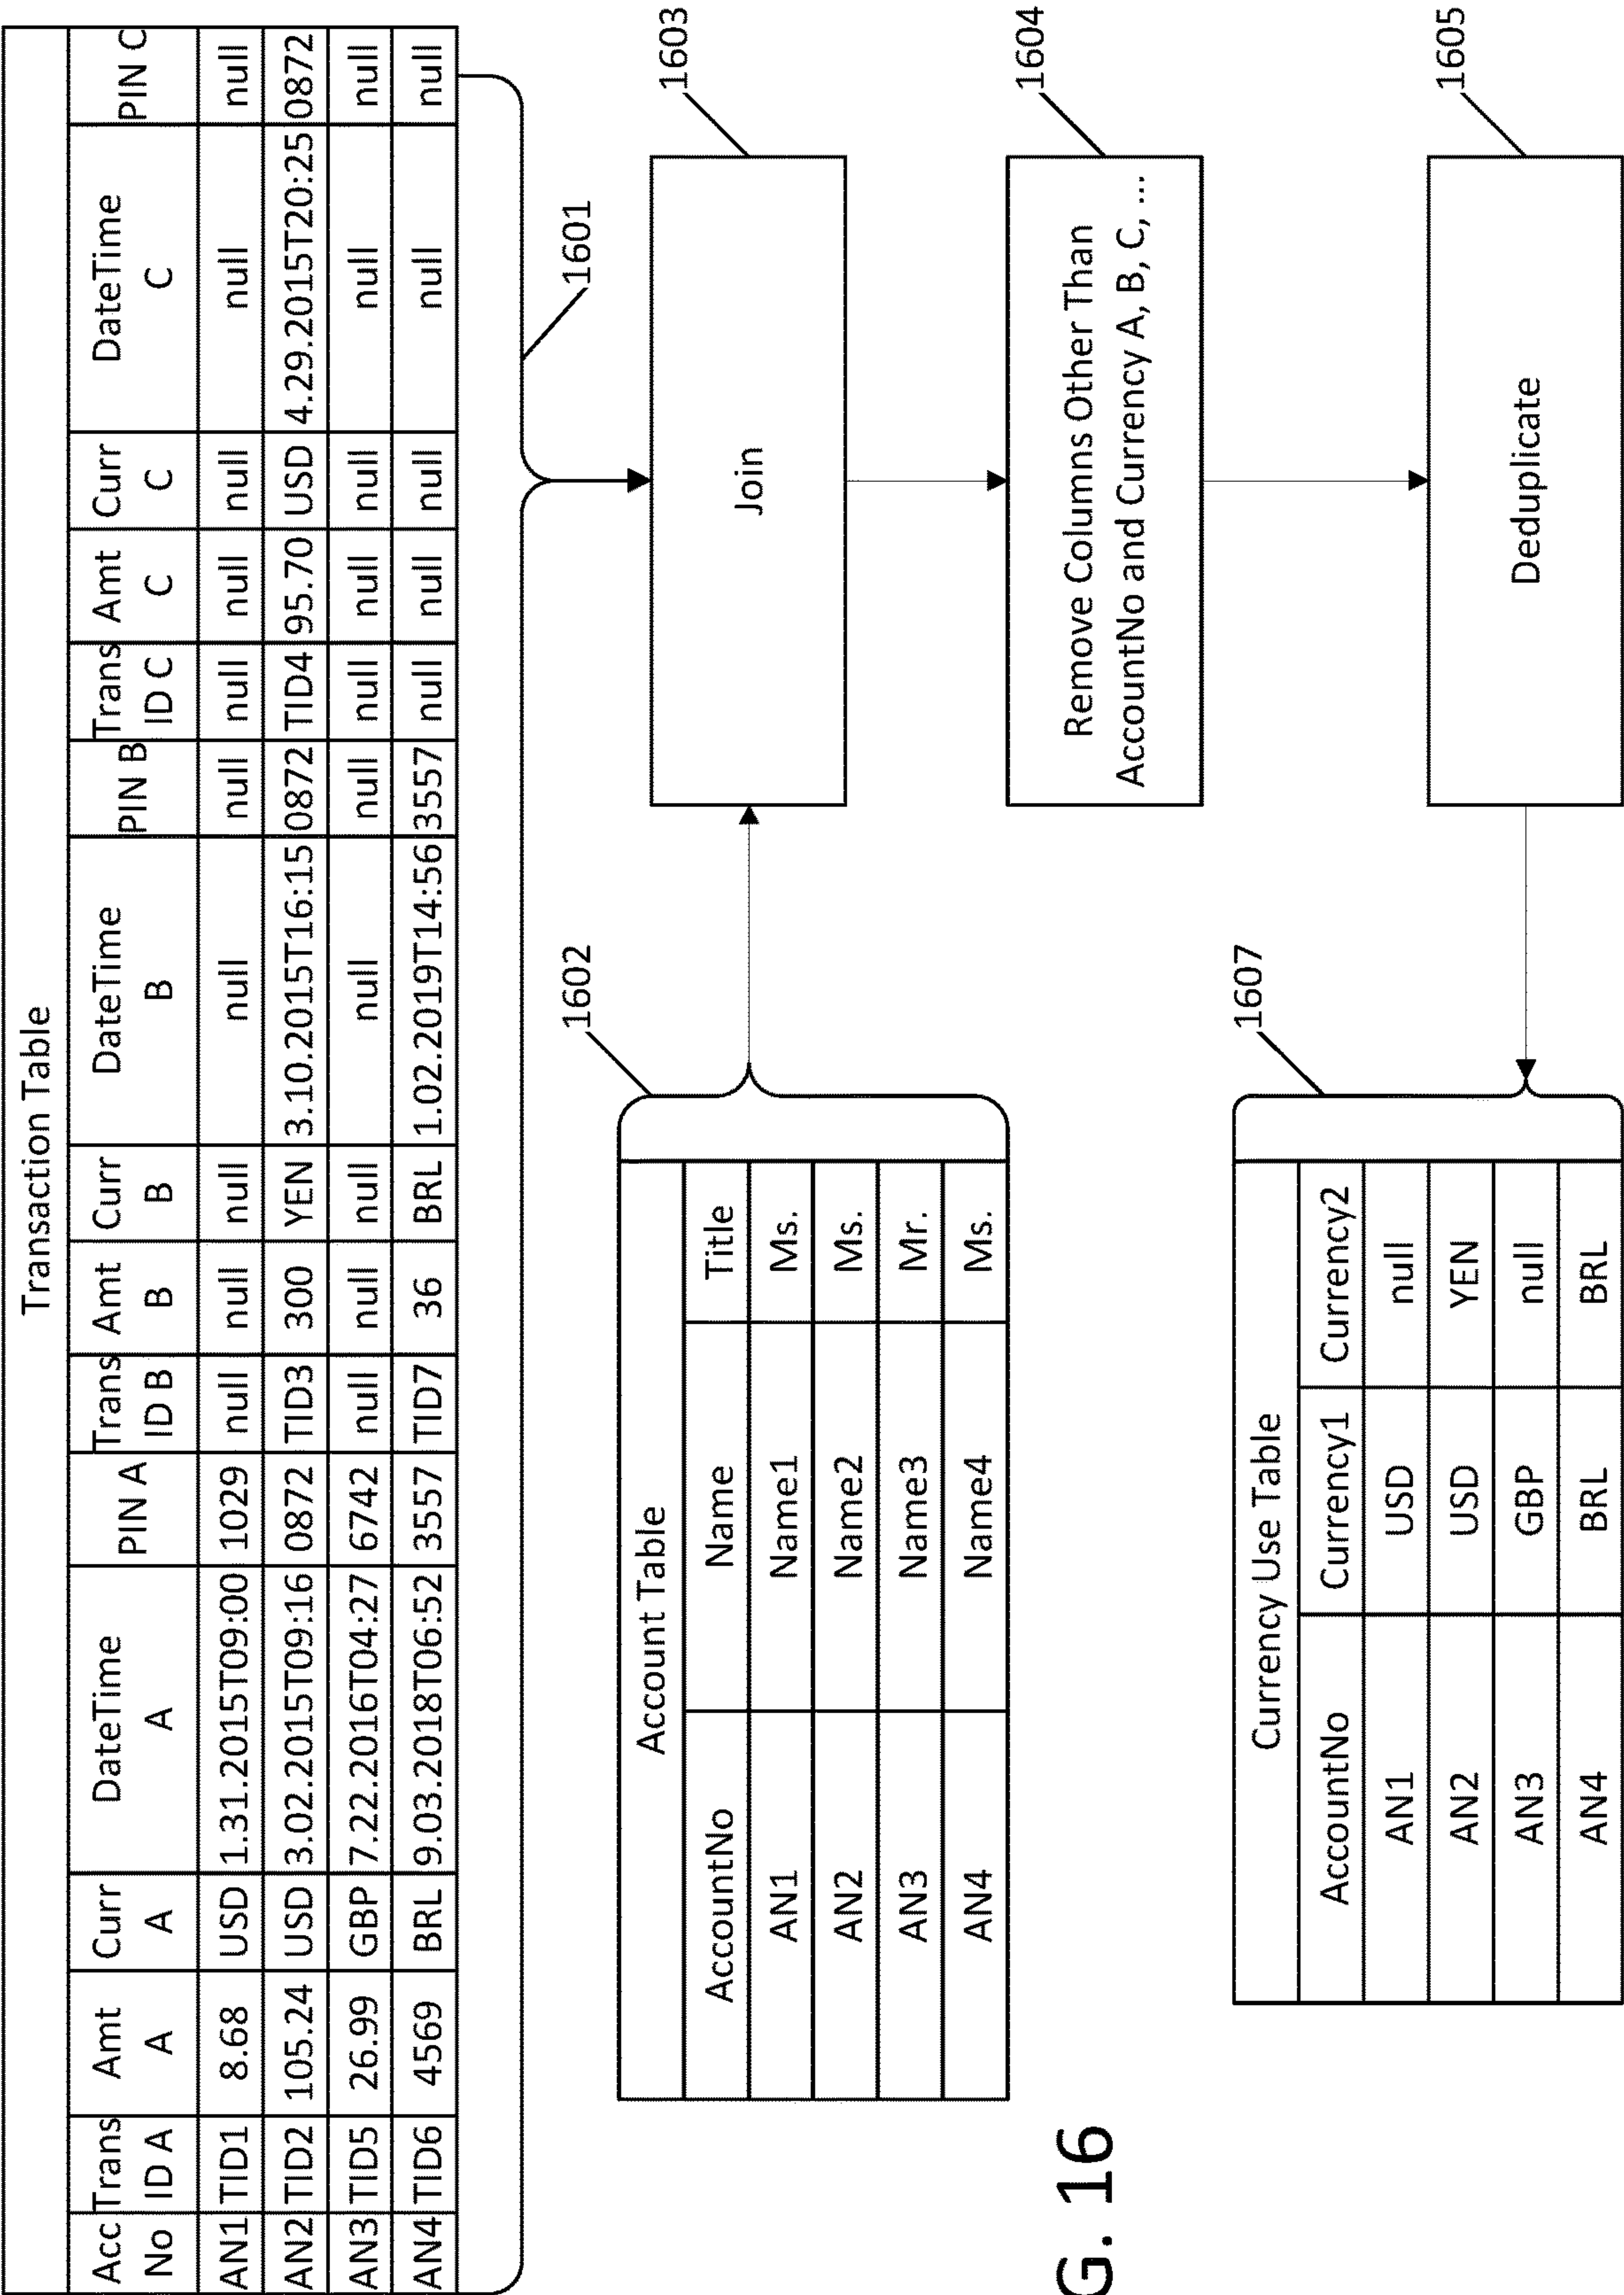 Transaction Table
Acc No Trans ID A Amt A Curr A DateTime A PIN A Trans ID B Amt B Curr B DateTime B PIN B Trans ID C Amt C Curr C DateTime C PIN C
AN1 TID1 8.68 USD 1.31.2015T09:00 1029 null null null null null null null null null null
AN2 TID2 105.24 USD 3.02.2015T09:16 0872 TID3 300 YEN 3.10.2015T16:15 0872 TID4 95.70 USD 4.29.2015T20:25 0872
AN3 TID5 26.99 GBP 7.22.2016T04:27 6742 null null null null null null null null null null
AN4 TID6 4569 BRL 9.03.2018T06:52 3557 TID7 36 BRL 1.02.2019T14:56 3557 null null null null null
1601
1602
1603
Account Table
AccountNo Name Title
AN1 Name1 Ms.
AN2 Name2 Ms.
AN3 Name3 Mr.
AN4 Name4 Ms.
Join
1604
Remove Columns Other Than
AccountNo and Currency A, B, C, ...
G. 16
1607
1605
Currency Use Table
AccountNo Currency1 Currency2
AN1 USD null
AN2 USD YEN
AN3 GBP null
AN4 BRL BRL
Deduplicate